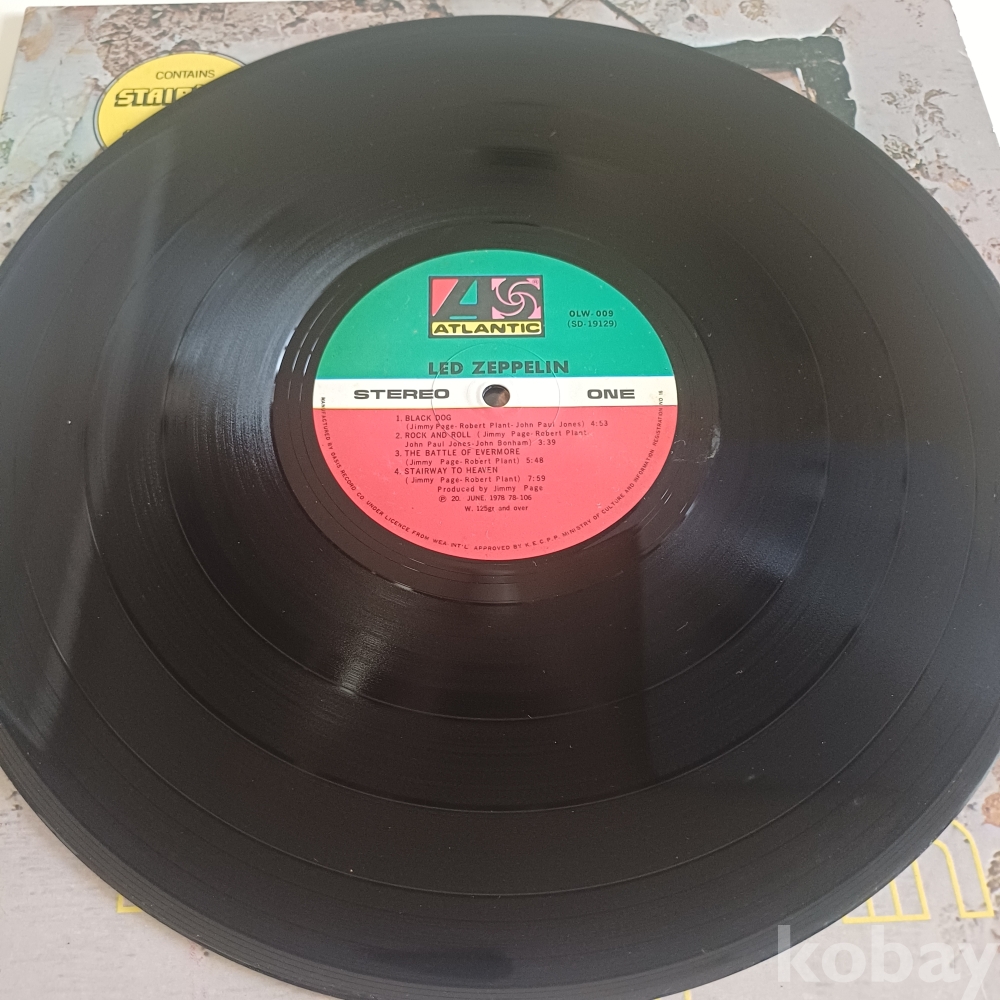 CONTAINS
ATLANTIC
OLW-009
(SD-19129)
LED ZEPPELIN
STEREO ONE
1. BLACK DOG
(Jimmy Page-Robert Plant-John Paul Jones) 4:53
2. ROCK AND ROLL (Jimmy Page-Robert Plant
John Paul Jones-John Bonham) 3:39
3. THE BATTLE OF EVERMORE
(Jimmy Page-Robert Plant) 5:48
4. STAIRWAY TO HEAVEN
(Jimmy Page-Robert Plant) 7:59
Produced by Jimmy Page
Ⓟ 20. JUNE. 1978 78-106
W. 125gr and over
MANUFACTURED BY OASIS RECORD CO. UNDER LICENCE FROM WEA INT'L. APPROVED BY K.E.C.P.P. MINISTRY OF CULTURE AND INFORMATION REGISTRATION NO 16
kobay